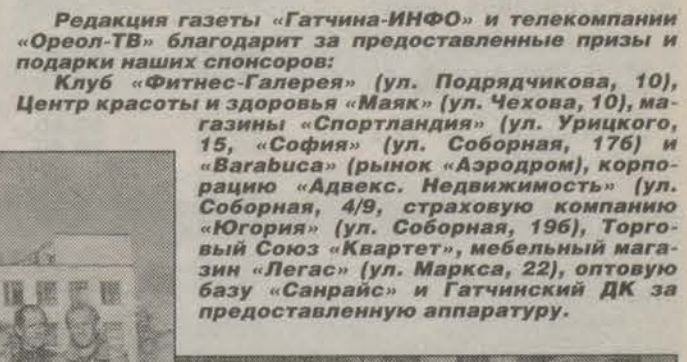 Редакция газеты «Гатчина-ИНФО» и телекомпании
«Ореол-ТВ» благодарит за предоставленные призы и
подарки наших спонсоров:
Клуб «Фитнес-Галерея» (ул. Подрядчикова, 10),
Центр красоты и здоровья «Маяк» (ул. Чехова, 10), ма-
газины «Спортландия» (ул. Урицкого,
15, «София» (ул. Соборная, 17б) и
«Barabuca» (рынок «Аэродром), корпо-
рацию «Адвекс. Недвижимость» (ул.
Соборная, 4/9, страховую компанию
«Югория» (ул. Соборная, 19б), Торго-
вый Союз «Квартет», мебельный мага-
зин «Легас» (ул. Маркса, 22), оптовую
базу «Санрайс» и Гатчинский ДК за
предоставленную аппаратуру.